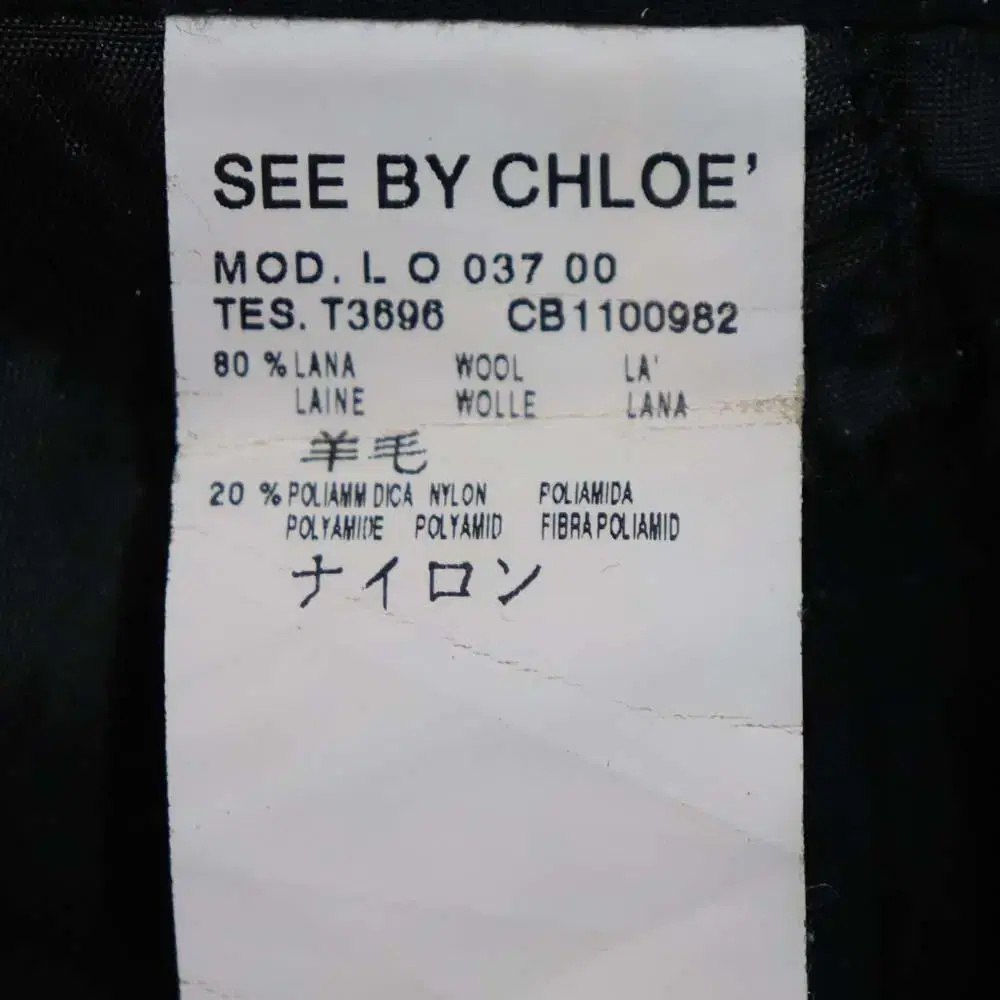 SEE BY CHLOE'
MOD. L O 037 00
TES. T3696 CB1100982
80 % LANA WOOL LA'
LAINE WOLLE LANA
羊毛
20 % POLIAMM DICA NYLON POLIAMIDA
POLYAMIDE POLYAMID FIBRA POLIAMID
ナイロン